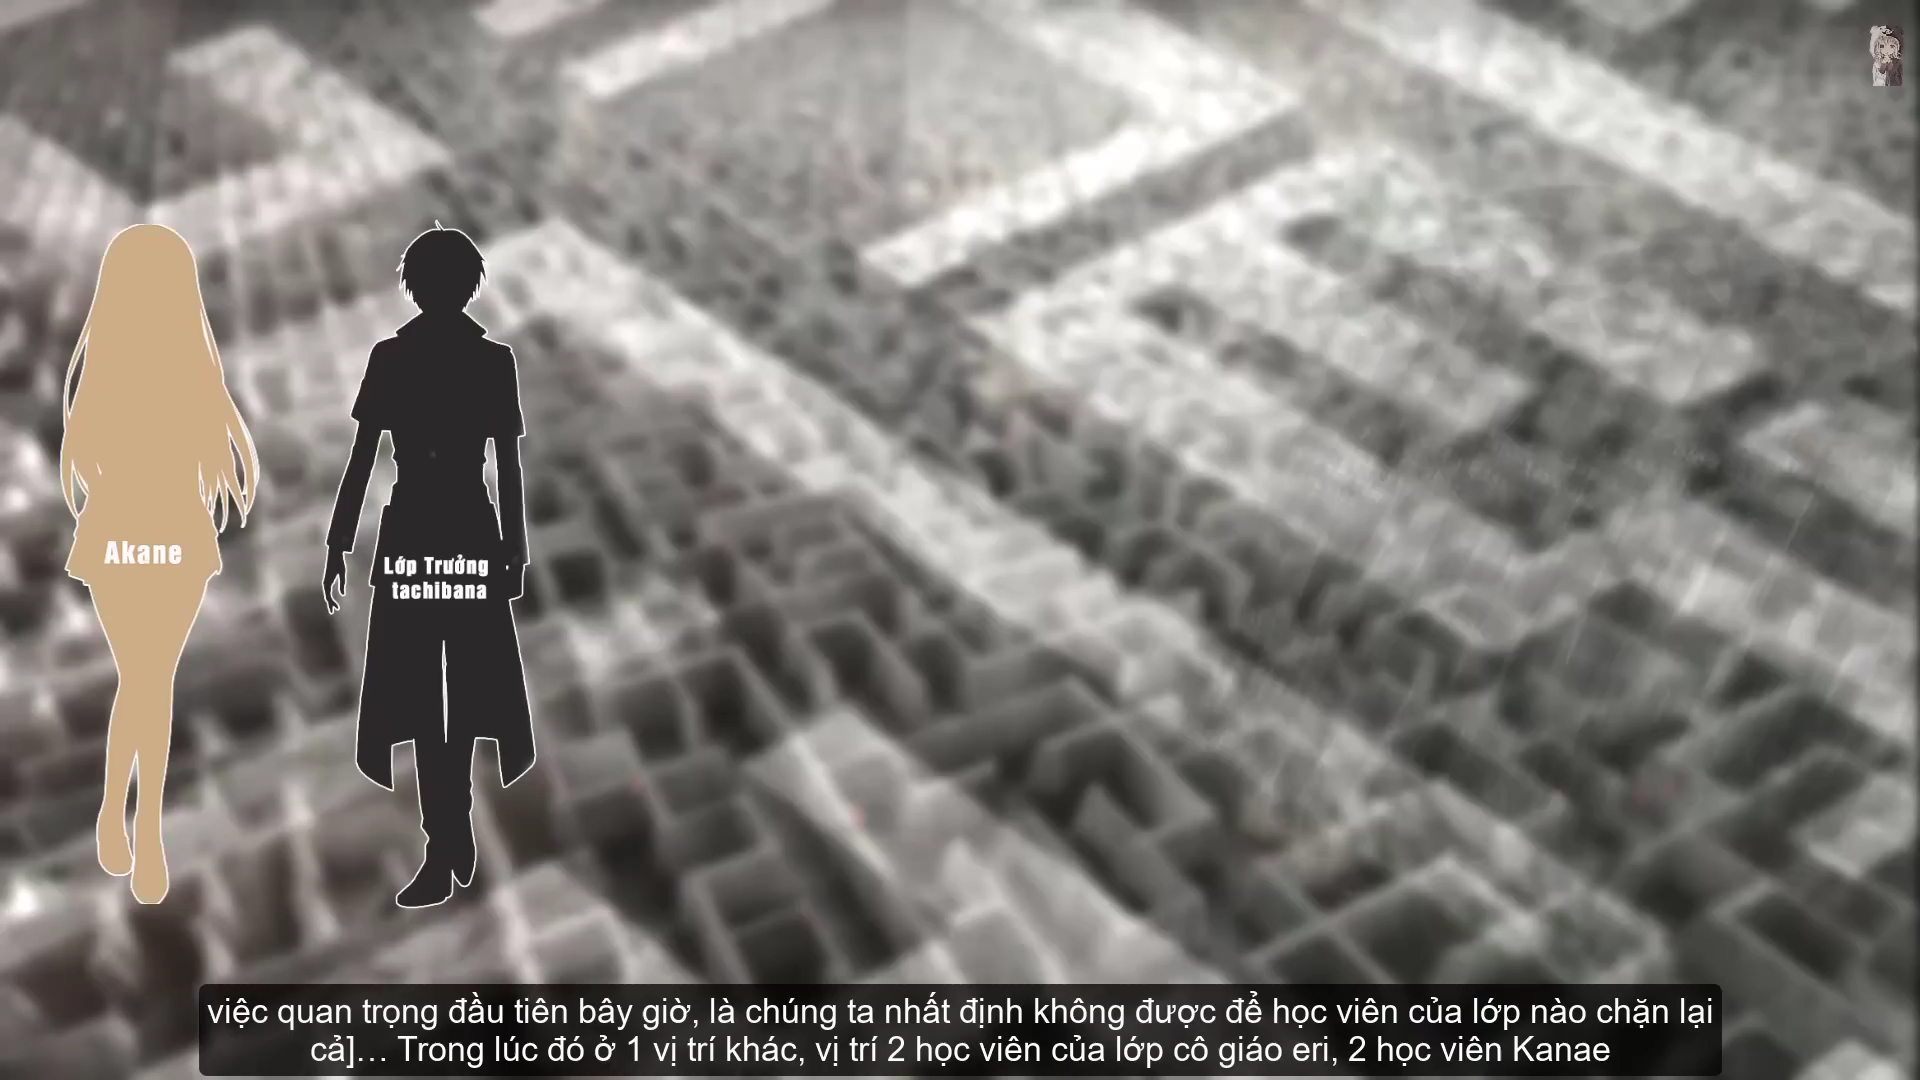 Akane
Lớp Trưởng
tachibana
việc quan trọng đầu tiên bây giờ, là chúng ta nhất định không được để học viên của lớp nào chặn lại
cả]… Trong lúc đó ở 1 vị trí khác, vị trí 2 học viên của lớp cô giáo eri, 2 học viên Kanae